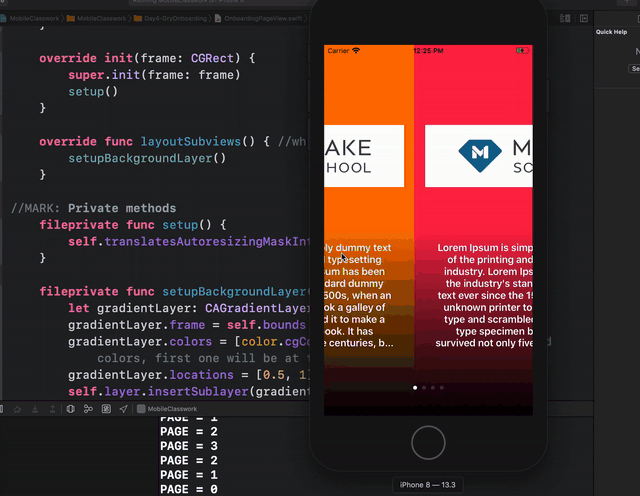 MobileClasswork
MobileClasswork
Day4-DryOnboarding
OnboardingPageView.swift
}
override init(frame: CGRect) {
super.init(frame: frame)
setup()
}
override func layoutSubviews() { //wh
setupBackgroundLayer()
}
//MARK: Private methods
fileprivate func setup() {
self.translatesAutoresizingMaskInt
}
fileprivate func setupBackgroundLayer(
let gradientLayer: CAGradientLayer
gradientLayer.frame = self.bounds
gradientLayer.colors = [color.cgCo
colors, first one will be at t
gradientLayer.locations = [0.5, 1]
self.layer.insertSublayer(gradient
MobileClasswork
PAGE = 1
PAGE = 2
PAGE = 3
PAGE = 2
PAGE = 1
PAGE = 0
Carrier
12:25 PM
AKE
HOOL
M
SC
ly dummy text
typesetting
um has been
dard dummy
500s, when an
ok a galley of
d it to make a
ook. It has
e centuries, b...
Lorem Ipsum is simp
of the printing and
industry. Lorem Ips
the industry's stan
text ever since the 15
unknown printer to
type and scramble
type specimen b
survived not only five
iPhone 8 — 13.3
Quick Help
N
Se
d